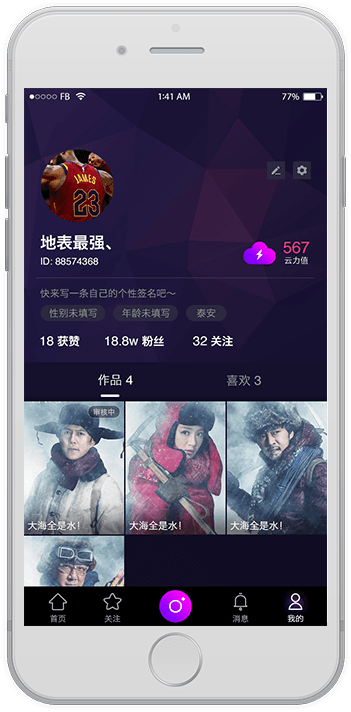 FB 1:41 AM 77%
JAMES
23
地表最强、
ID: 88574368
567
云力值
快来写一条自己的个性签名吧～
性别未填写 年龄未填写 泰安
18 获赞 18.8w 粉丝 32 关注
作品 4 喜欢 3
审核中
大海全是水! 大海全是水! 大海全是水!
首页 关注 消息 我的